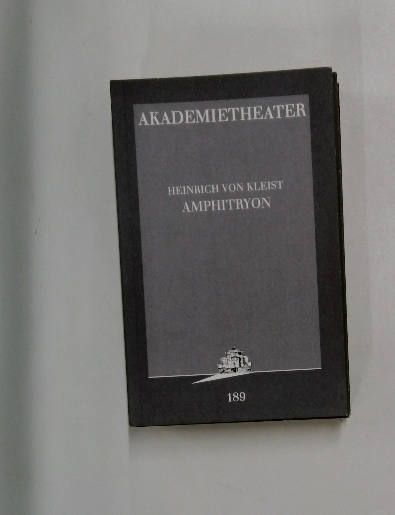 AKADEMIETHEATER
HEINRICH VON KLEIST
AMPHITRYON
189